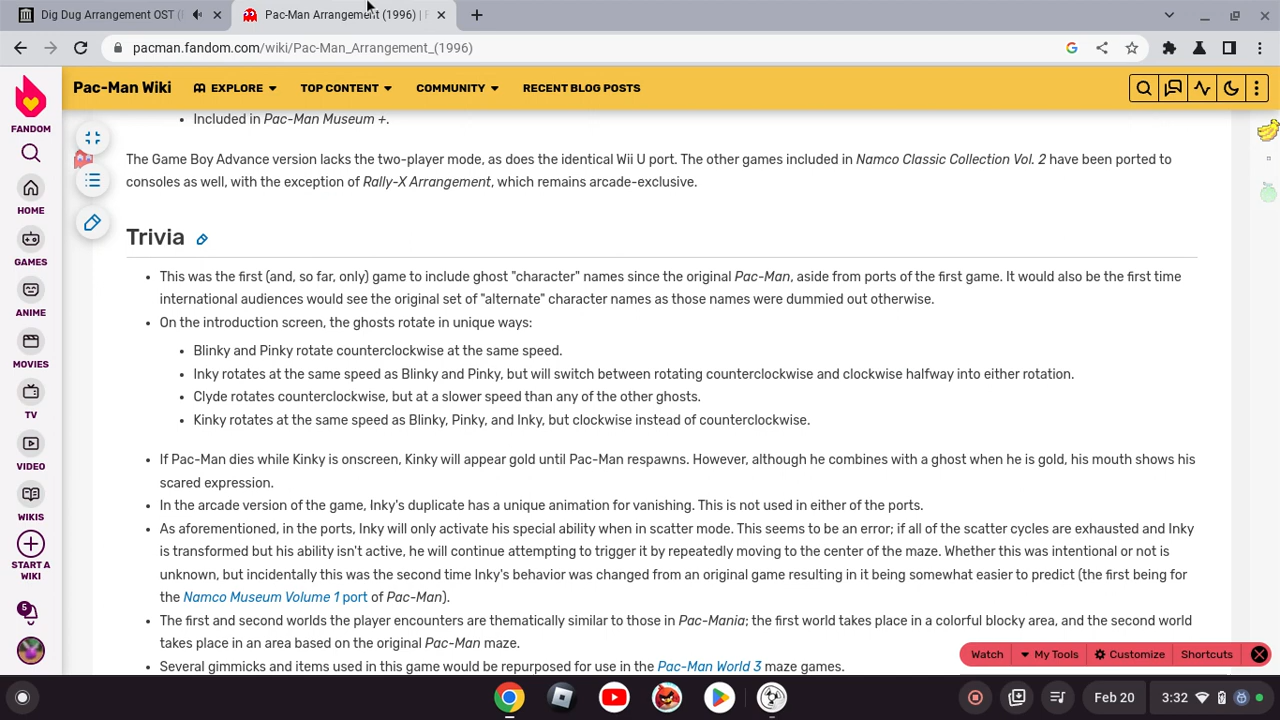 Dig Dug Arrangement OST (
Pac-Man Arrangement (1996) |
pacman.fandom.com/wiki/Pac-Man_Arrangement_(1996)
FANDOM
HOME
GAMES
ANIME
MOVIES
TV
VIDEO
WIKIS
START A
WIKI
5
Pac-Man Wiki
EXPLORE
TOP CONTENT
COMMUNITY
RECENT BLOG POSTS
Included in Pac-Man Museum +.
The Game Boy Advance version lacks the two-player mode, as does the identical Wii U port. The other games included in Namco Classic Collection Vol. 2 have been ported to
consoles as well, with the exception of Rally-X Arrangement, which remains arcade-exclusive.
Trivia
This was the first (and, so far, only) game to include ghost "character" names since the original Pac-Man, aside from ports of the first game. It would also be the first time
international audiences would see the original set of "alternate" character names as those names were dummied out otherwise.
On the introduction screen, the ghosts rotate in unique ways:
Blinky and Pinky rotate counterclockwise at the same speed.
Inky rotates at the same speed as Blinky and Pinky, but will switch between rotating counterclockwise and clockwise halfway into either rotation.
Clyde rotates counterclockwise, but at a slower speed than any of the other ghosts.
Kinky rotates at the same speed as Blinky, Pinky, and Inky, but clockwise instead of counterclockwise.
If Pac-Man dies while Kinky is onscreen, Kinky will appear gold until Pac-Man respawns. However, although he combines with a ghost when he is gold, his mouth shows his
scared expression.
In the arcade version of the game, Inky's duplicate has a unique animation for vanishing. This is not used in either of the ports.
As aforementioned, in the ports, Inky will only activate his special ability when in scatter mode. This seems to be an error; if all of the scatter cycles are exhausted and Inky
is transformed but his ability isn't active, he will continue attempting to trigger it by repeatedly moving to the center of the maze. Whether this was intentional or not is
unknown, but incidentally this was the second time Inky's behavior was changed from an original game resulting in it being somewhat easier to predict (the first being for
the Namco Museum Volume 1 port of Pac-Man).
The first and second worlds the player encounters are thematically similar to those in Pac-Mania; the first world takes place in a colorful blocky area, and the second world
takes place in an area based on the original Pac-Man maze.
Several gimmicks and items used in this game would be repurposed for use in the Pac-Man World 3 maze games.
Watch
My Tools
Customize
Shortcuts
Feb 20
3:32